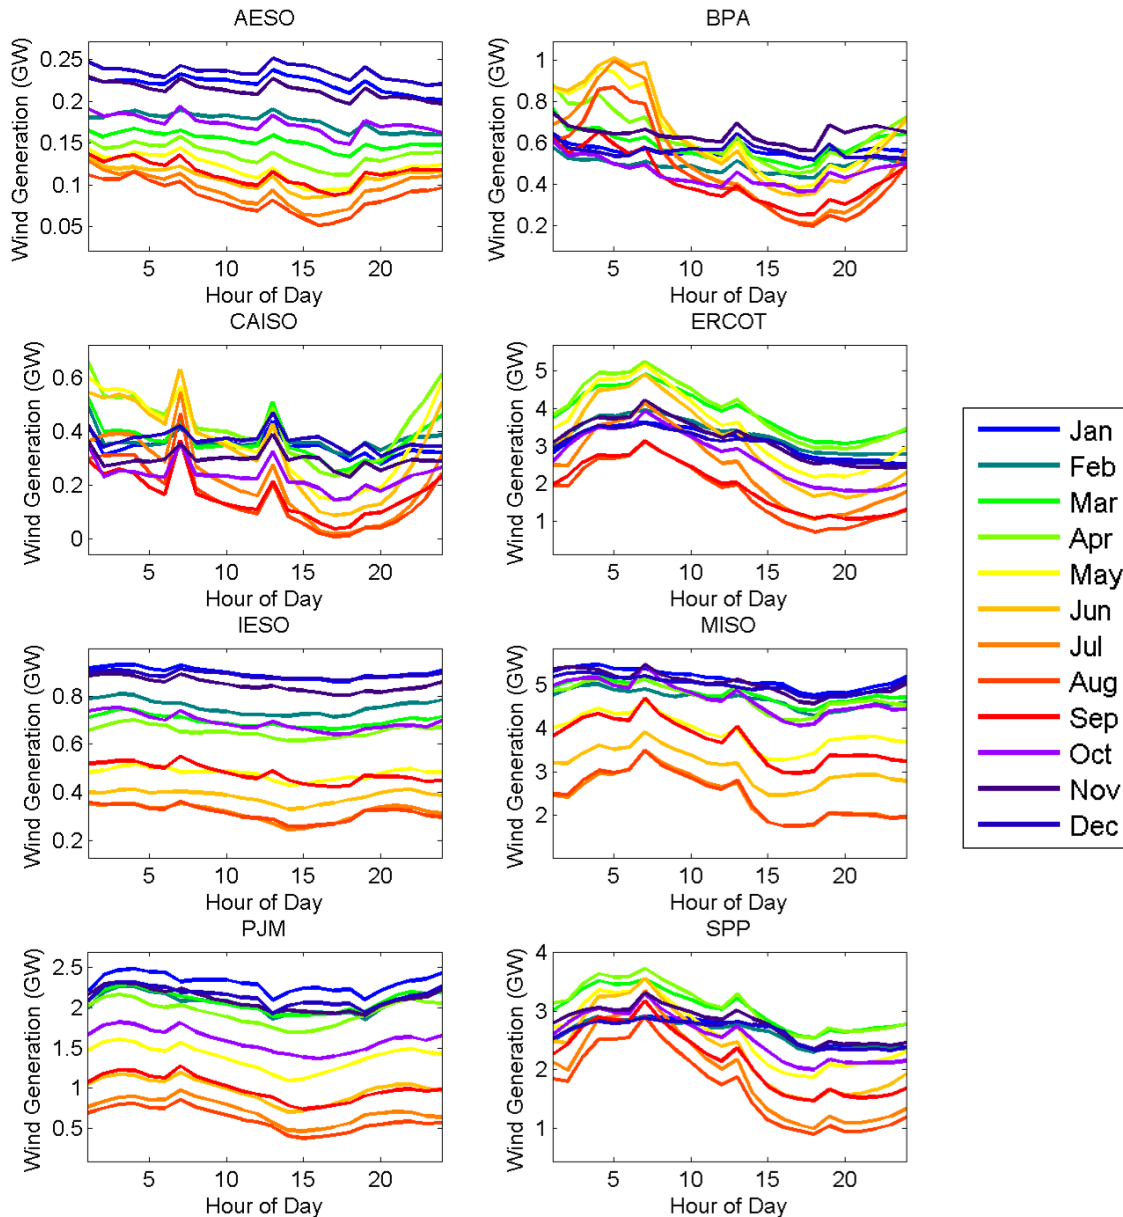 AESO
Wind Generation (GW)
0.25
0.2
0.15
0.1
0.05
5 10 15 20
Hour of Day
BPA
Wind Generation (GW)
1
0.8
0.6
0.4
0.2
5 10 15 20
Hour of Day
CAISO
Wind Generation (GW)
0.6
0.4
0.2
0
5 10 15 20
Hour of Day
ERCOT
Wind Generation (GW)
5
4
3
2
1
5 10 15 20
Hour of Day
IESO
Wind Generation (GW)
0.8
0.6
0.4
0.2
5 10 15 20
Hour of Day
MISO
Wind Generation (GW)
5
4
3
2
5 10 15 20
Hour of Day
PJM
Wind Generation (GW)
2.5
2
1.5
1
0.5
5 10 15 20
Hour of Day
SPP
Wind Generation (GW)
4
3
2
1
5 10 15 20
Hour of Day
Jan
Feb
Mar
Apr
May
Jun
Jul
Aug
Sep
Oct
Nov
Dec